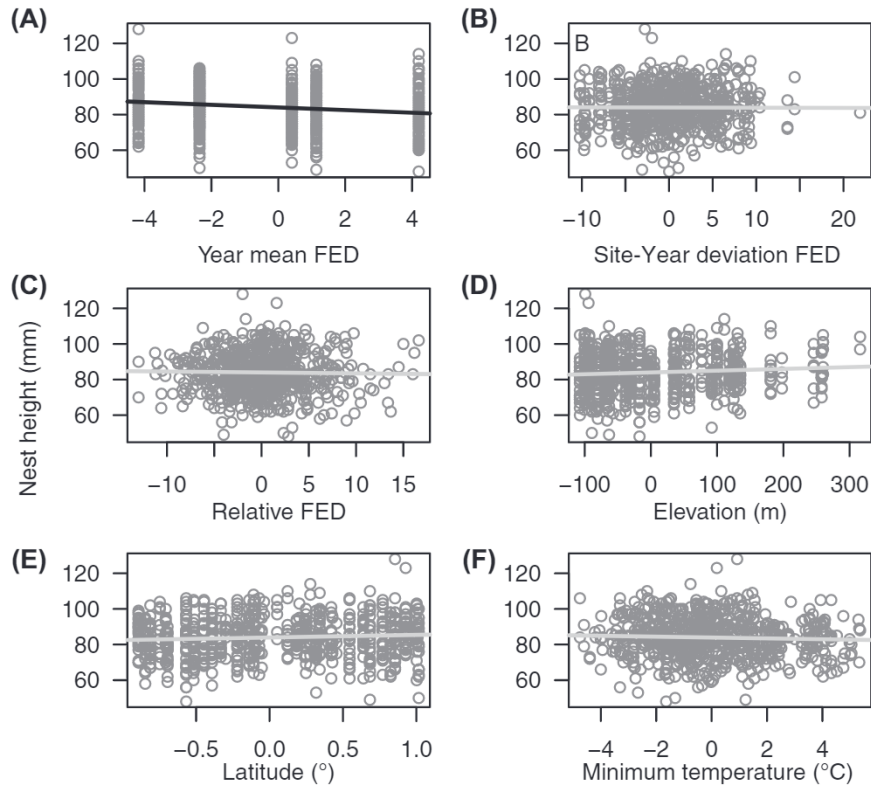 (A)
120
100
80
60
−4 −2 0 2 4
Year mean FED
(B)
B
120
100
80
60
−10 0 5 10 20
Site-Year deviation FED
Nest height (mm)
(C)
120
100
80
60
−10 0 5 10 15
Relative FED
(D)
120
100
80
60
−100 0 100 200 300
Elevation (m)
(E)
120
100
80
60
−0.5 0.0 0.5 1.0
Latitude (°)
(F)
120
100
80
60
−4 −2 0 2 4
Minimum temperature (°C)